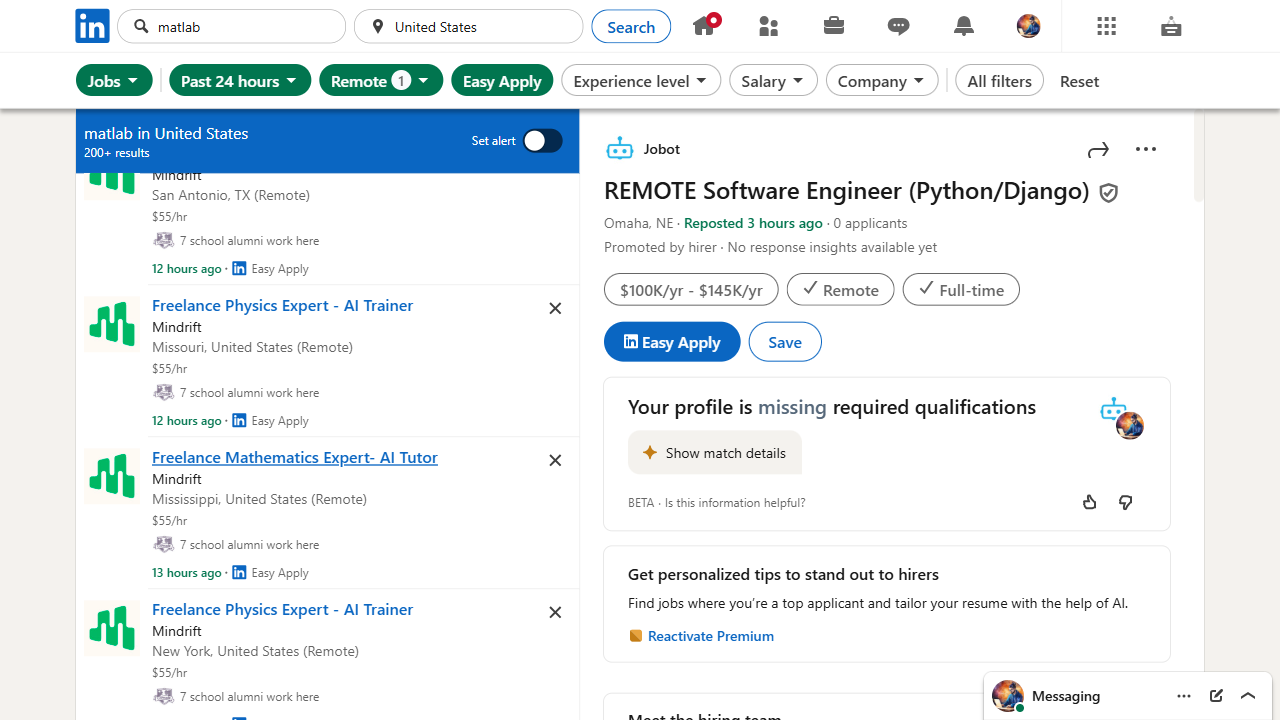 in
matlab
United States
Search
Jobs
Past 24 hours
Remote 1
Easy Apply
Experience level
Salary
Company
All filters
Reset
matlab in United States
200+ results
Set alert
Mindrift
San Antonio, TX (Remote)
$55/hr
7 school alumni work here
12 hours ago · in Easy Apply
Freelance Physics Expert - AI Trainer
Mindrift
Missouri, United States (Remote)
$55/hr
7 school alumni work here
12 hours ago · in Easy Apply
Freelance Mathematics Expert- AI Tutor
Mindrift
Mississippi, United States (Remote)
$55/hr
7 school alumni work here
13 hours ago · in Easy Apply
Freelance Physics Expert - AI Trainer
Mindrift
New York, United States (Remote)
$55/hr
7 school alumni work here
Jobot
REMOTE Software Engineer (Python/Django)
Omaha, NE · Reposted 3 hours ago · 0 applicants
Promoted by hirer · No response insights available yet
$100K/yr - $145K/yr
Remote
Full-time
in Easy Apply
Save
Your profile is missing required qualifications
Show match details
BETA · Is this information helpful?
Get personalized tips to stand out to hirers
Find jobs where you’re a top applicant and tailor your resume with the help of AI.
Reactivate Premium
Meet the hiring team
Messaging